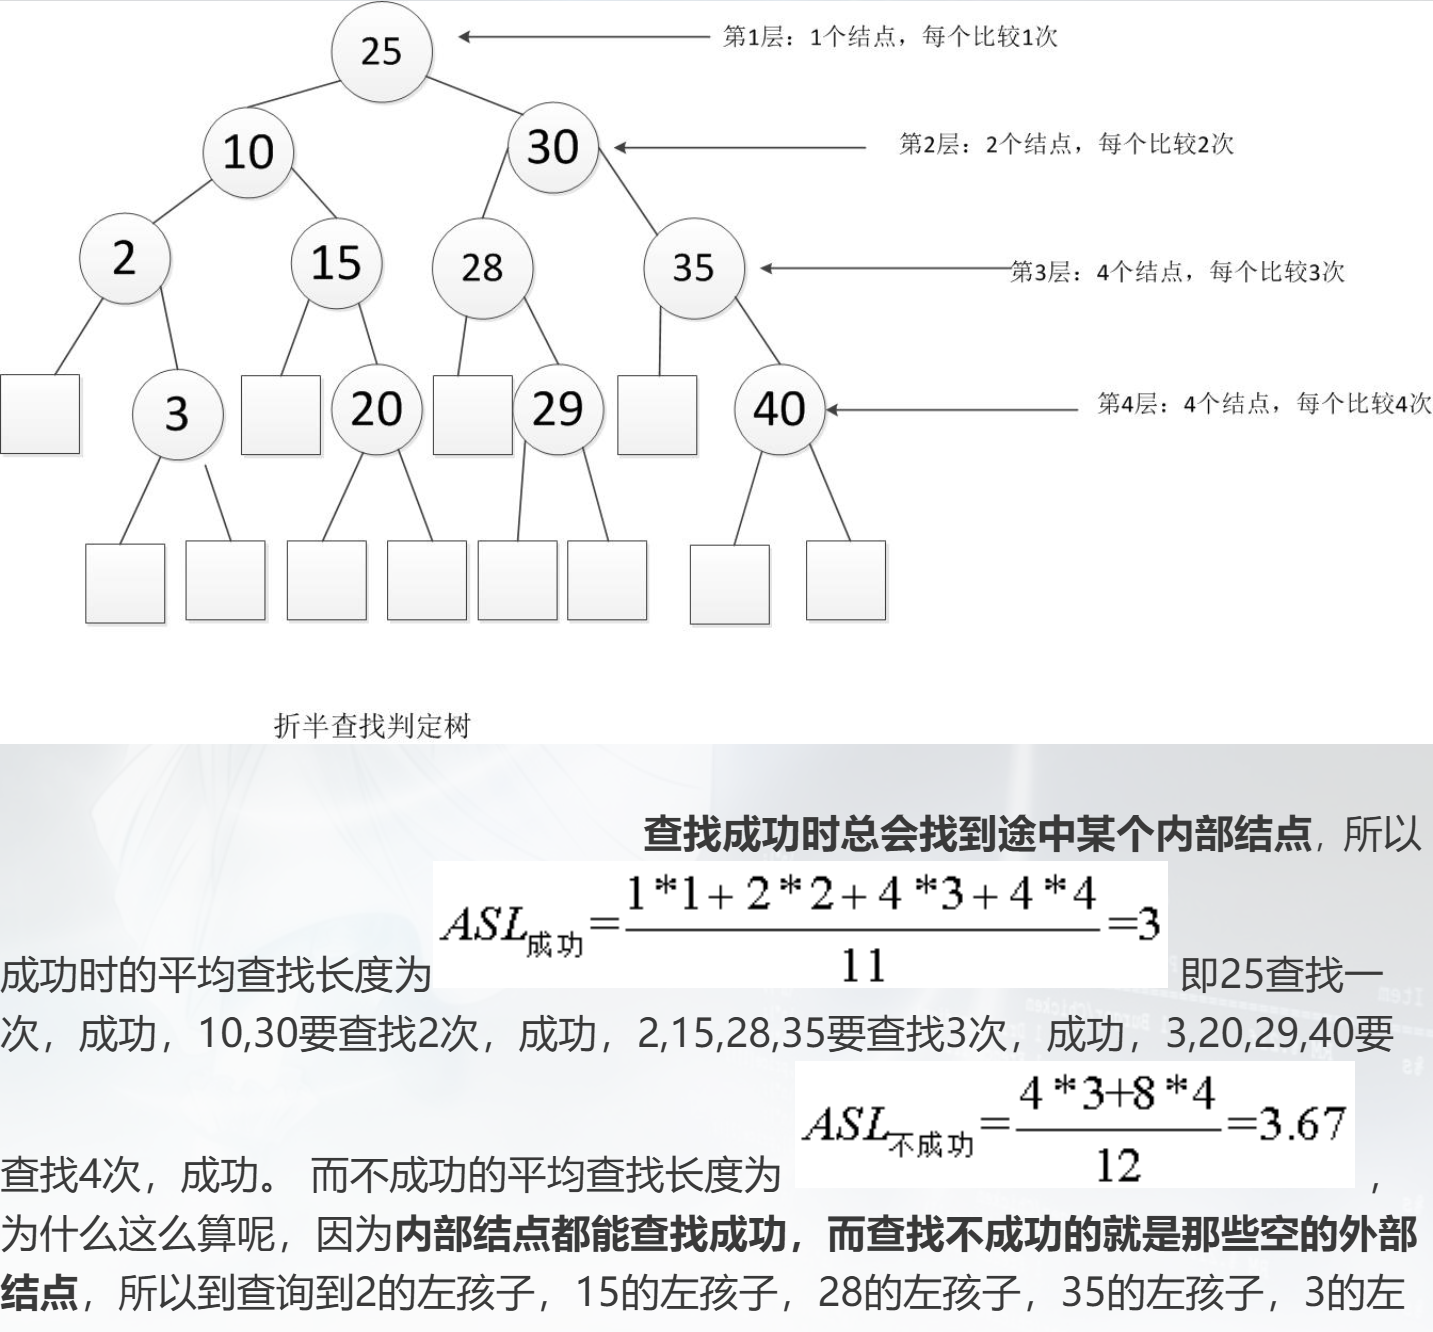 25
第1层：1个结点，每个比较1次
10
30
第2层：2个结点，每个比较2次
2
15
28
35
第3层：4个结点，每个比较3次
3
20
29
40
第4层：4个结点，每个比较4次
折半查找判定树
查找成功时总会找到途中某个内部结点，所以
成功时的平均查找长度为 ASL成功=(1*1+2*2+4*3+4*4)/11=3 即25查找一
次，成功，10,30要查找2次，成功，2,15,28,35要查找3次，成功，3,20,29,40要
查找4次，成功。 而不成功的平均查找长度为 ASL不成功=(4*3+8*4)/12=3.67 ，
为什么这么算呢，因为内部结点都能查找成功，而查找不成功的就是那些空的外部
结点，所以到查询到2的左孩子，15的左孩子，28的左孩子，35的左孩子，3的左